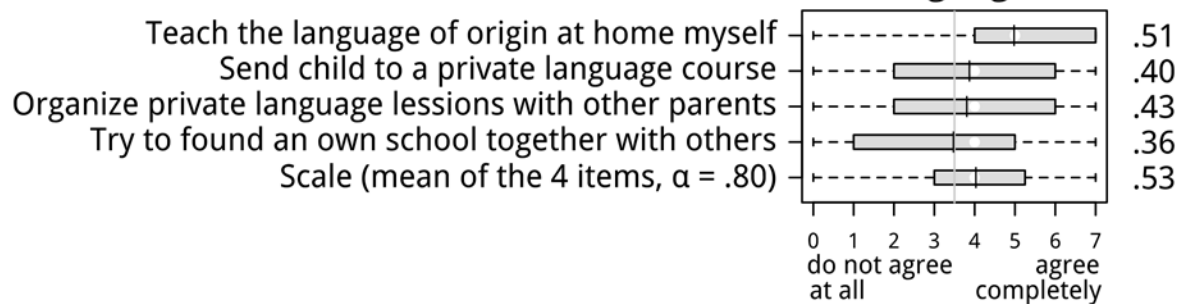 Teach the language of origin at home myself .51
Send child to a private language course .40
Organize private language lessions with other parents .43
Try to found an own school together with others .36
Scale (mean of the 4 items, α = .80) .53
0 1 2 3 4 5 6 7
do not agree agree
at all completely